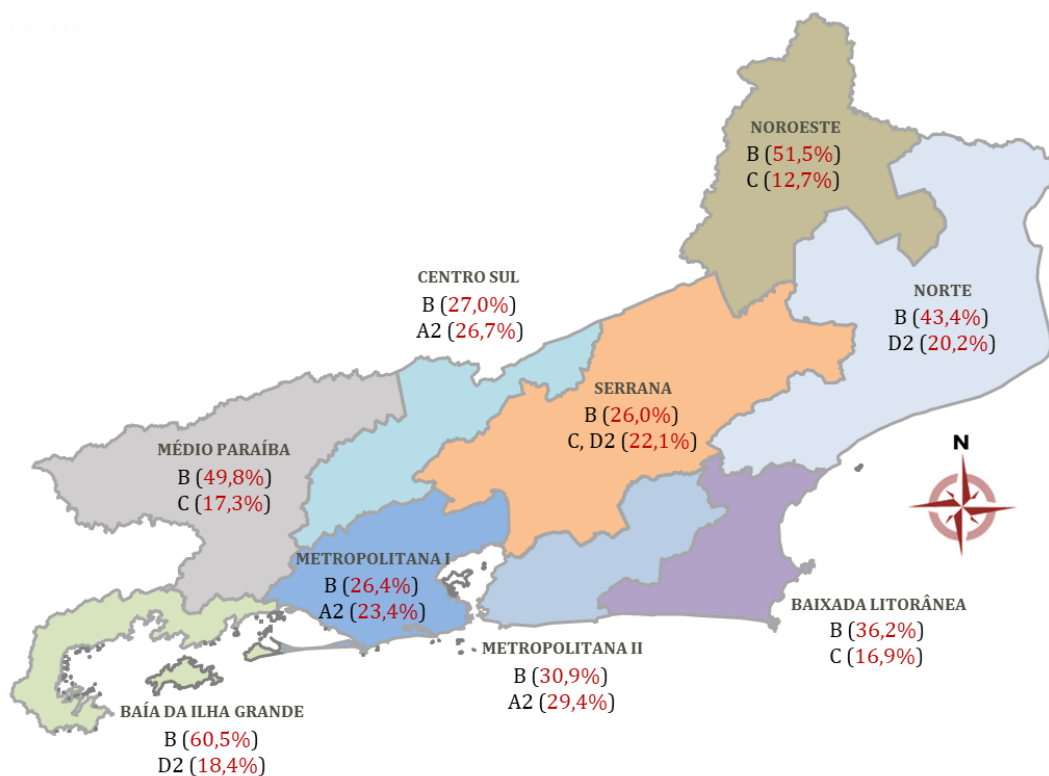 NOROESTE
B (51,5%)
C (12,7%)
CENTRO SUL
B (27,0%)
A2 (26,7%)
NORTE
B (43,4%)
D2 (20,2%)
SERRANA
B (26,0%)
C, D2 (22,1%)
MÉDIO PARAÍBA
B (49,8%)
C (17,3%)
N
METROPOLITANA I
B (26,4%)
A2 (23,4%)
BAIXADA LITORÂNEA
B (36,2%)
C (16,9%)
METROPOLITANA II
B (30,9%)
A2 (29,4%)
BAÍA DA ILHA GRANDE
B (60,5%)
D2 (18,4%)